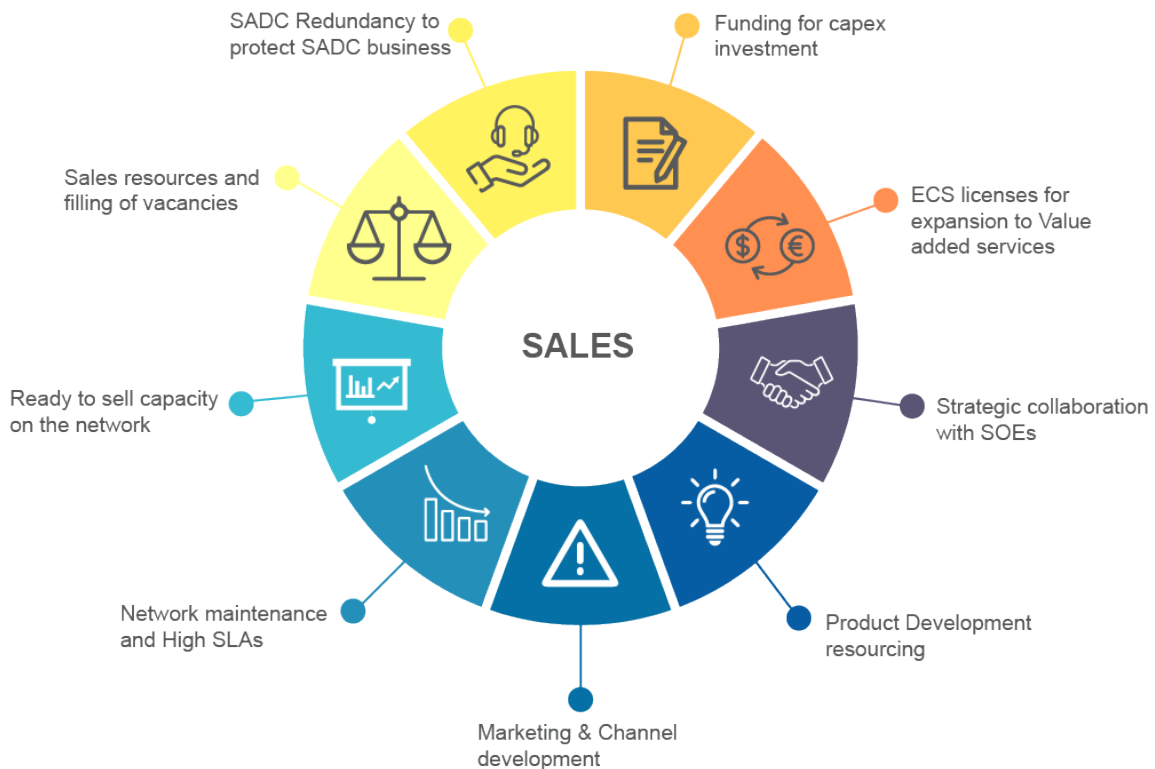 SADC Redundancy to
protect SADC business
Funding for capex
investment
Sales resources and
filling of vacancies
ECS licenses for
expansion to Value
added services
$
€
SALES
Ready to sell capacity
on the network
Strategic collaboration
with SOEs
Network maintenance
and High SLAs
!
Product Development
resourcing
Marketing & Channel
development